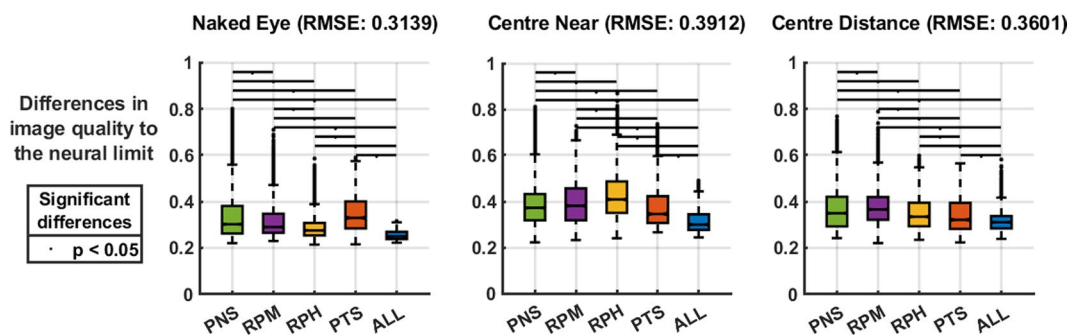 Naked Eye (RMSE: 0.3139)
Centre Near (RMSE: 0.3912)
Centre Distance (RMSE: 0.3601)
Differences in
image quality to
the neural limit
Significant
differences
· p < 0.05
1
0.8
0.6
0.4
0.2
0
PNS RPM RPH PTS ALL
1
0.8
0.6
0.4
0.2
0
PNS RPM RPH PTS ALL
1
0.8
0.6
0.4
0.2
0
PNS RPM RPH PTS ALL